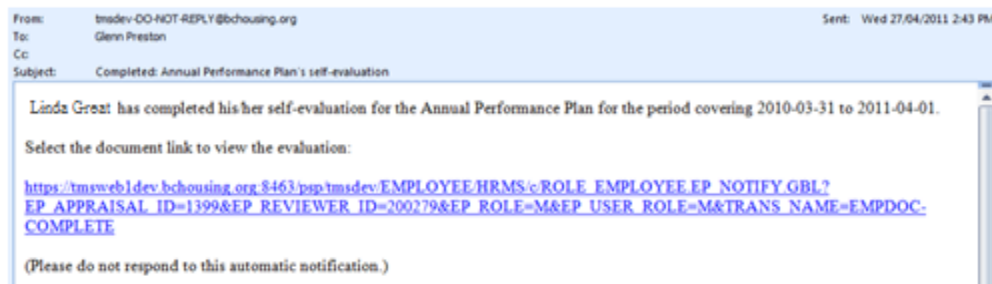 From: tmsdev-DO-NOT-REPLY@bchousing.org Sent: Wed 27/04/2011 2:43 PM
To: Glenn Preston
Cc:
Subject: Completed: Annual Performance Plan's self-evaluation
Linda Great has completed his/her self-evaluation for the Annual Performance Plan for the period covering 2010-03-31 to 2011-04-01.
Select the document link to view the evaluation:
https://tmsweb1dev.bchousing.org:8463/psp/tmsdev/EMPLOYEE/HRMS/c/ROLE_EMPLOYEE.EP_NOTIFY.GBL?
EP_APPRAISAL_ID=1399&EP_REVIEWER_ID=200279&EP_ROLE=M&EP_USER_ROLE=M&TRANS_NAME=EMPDOC-
COMPLETE
(Please do not respond to this automatic notification.)